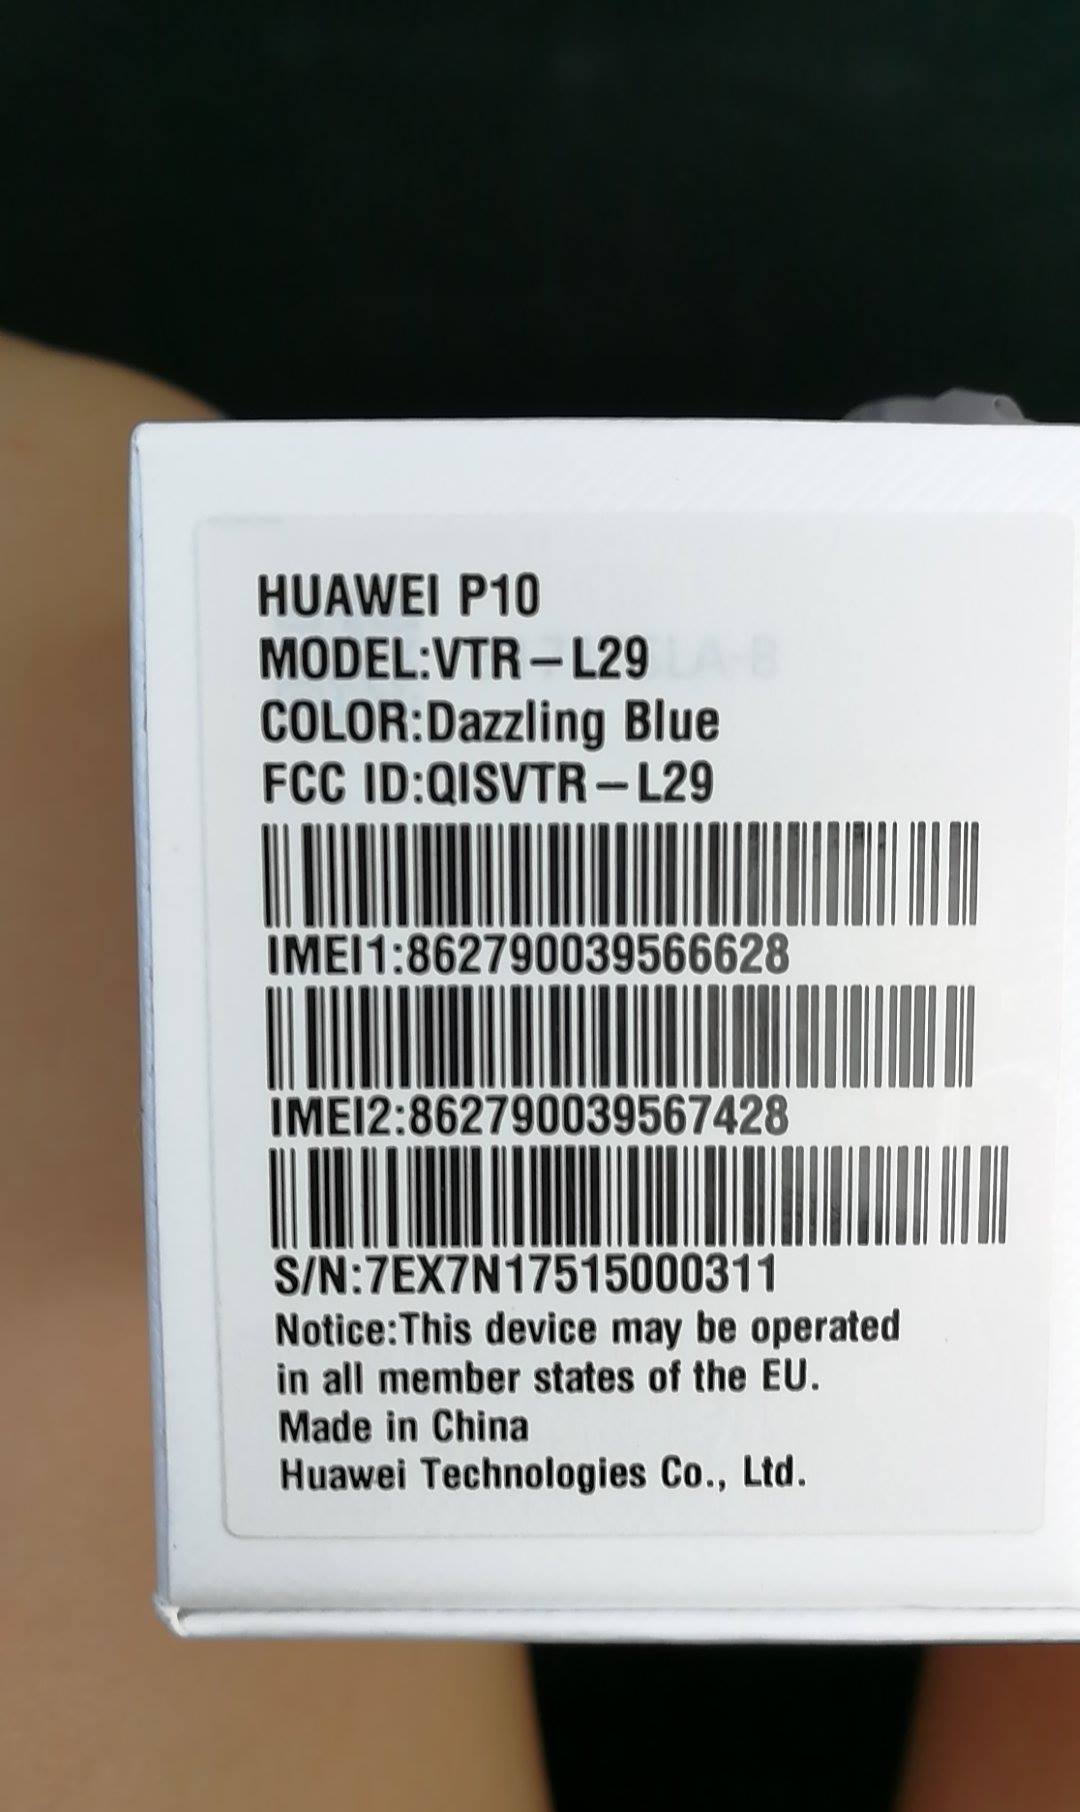 HUAWEI P10
MODEL:VTR-L29
COLOR:Dazzling Blue
FCC ID:QISVTR-L29
IMEI1:862790039566628
IMEI2:862790039567428
S/N:7EX7N17515000311
Notice:This device may be operated
in all member states of the EU.
Made in China
Huawei Technologies Co., Ltd.